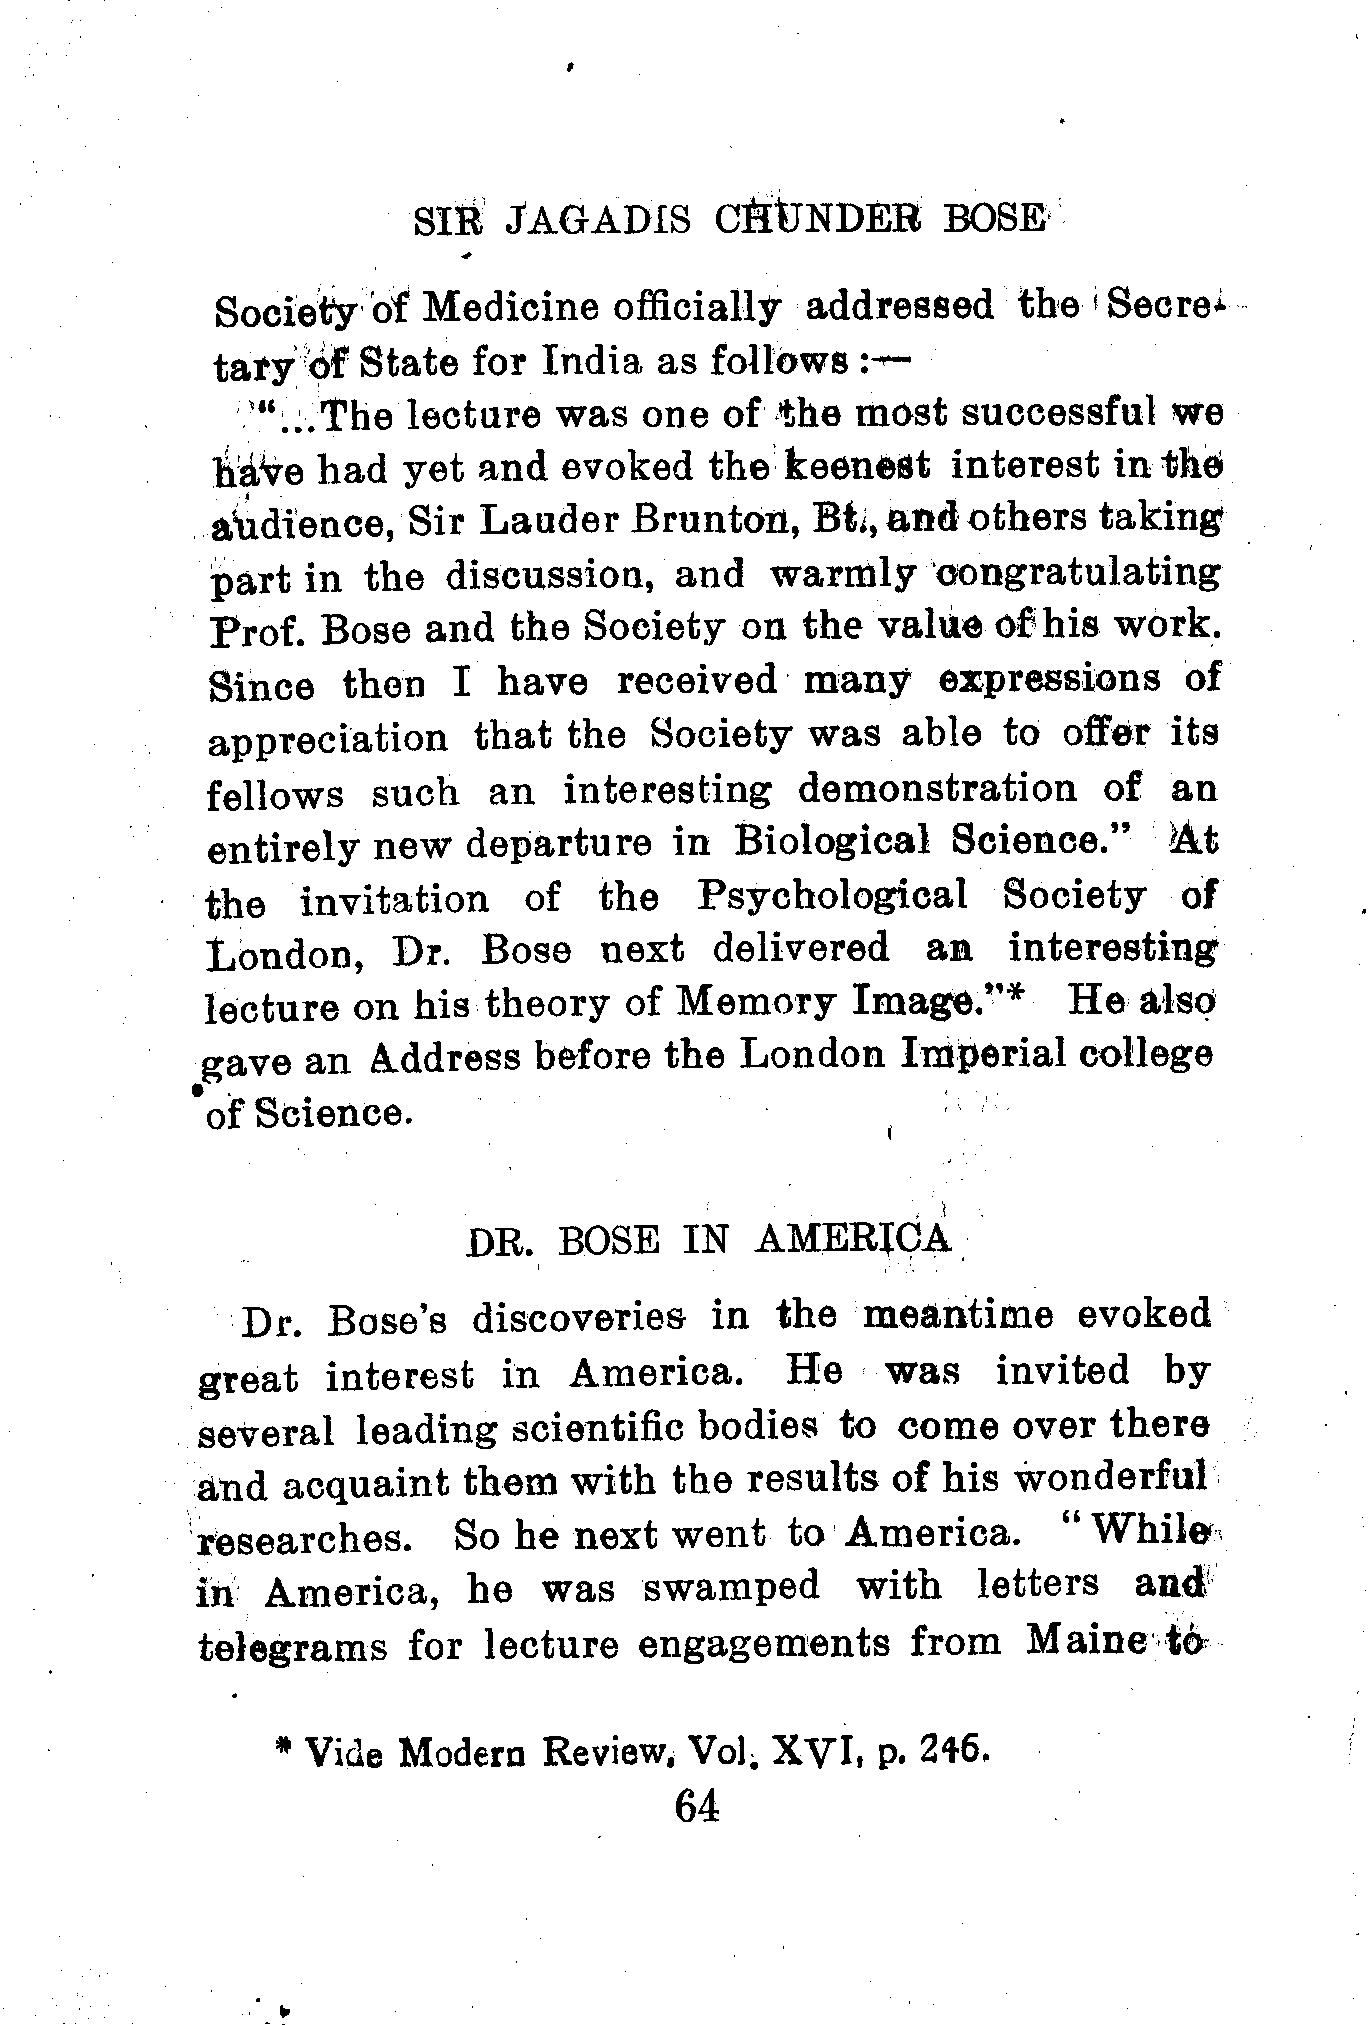 SIR JAGADIS CHUNDER BOSE
Society of Medicine officially addressed the Secre-
tary of State for India as follows :—
"...The lecture was one of the most successful we
have had yet and evoked the keenest interest in the
audience, Sir Lauder Brunton, Bt., and others taking
part in the discussion, and warmly congratulating
Prof. Bose and the Society on the value of his work.
Since then I have received many expressions of
appreciation that the Society was able to offer its
fellows such an interesting demonstration of an
entirely new departure in Biological Science." At
the invitation of the Psychological Society of
London, Dr. Bose next delivered an interesting
lecture on his theory of Memory Image."* He also
gave an Address before the London Imperial college
of Science.
DR. BOSE IN AMERICA
Dr. Bose's discoveries in the meantime evoked
great interest in America. He was invited by
several leading scientific bodies to come over there
and acquaint them with the results of his wonderful
researches. So he next went to America. "While
in America, he was swamped with letters and
telegrams for lecture engagements from Maine to
* Vide Modern Review, Vol. XVI, p. 246.
64